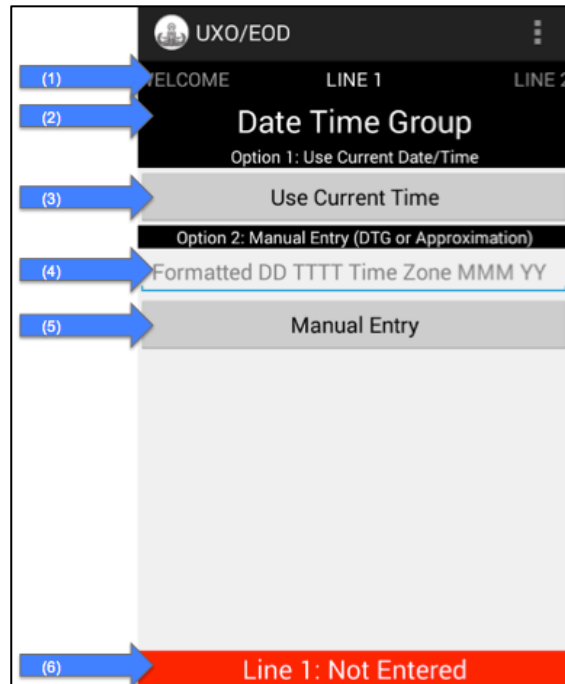 UXO/EOD
(1) VELCOME LINE 1 LINE 2
(2) Date Time Group
Option 1: Use Current Date/Time
(3) Use Current Time
Option 2: Manual Entry (DTG or Approximation)
(4) Formatted DD TTTT Time Zone MMM YY
(5) Manual Entry
(6) Line 1: Not Entered